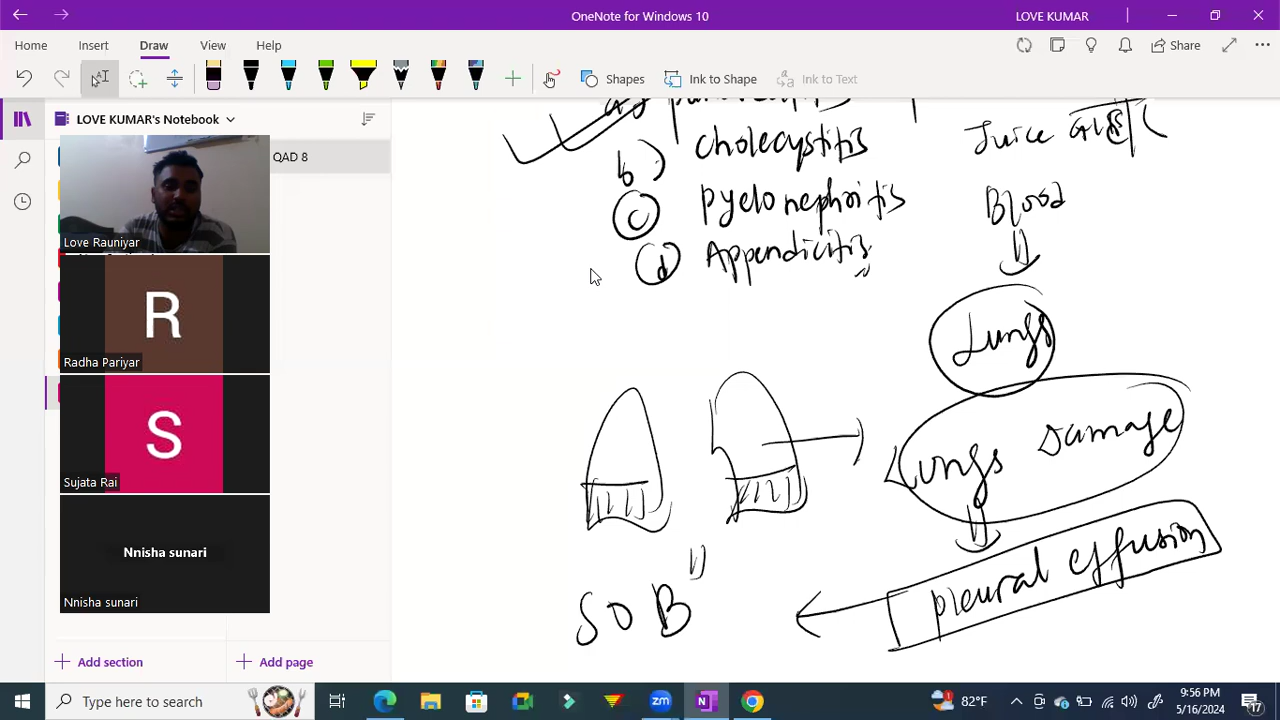 OneNote for Windows 10
LOVE KUMAR
Home
Insert
Draw
View
Help
Share
Shapes
Ink to Shape
Ink to Text
LOVE KUMAR's Notebook
QAD 8
Love Rauniyar
R
Radha Pariyar
S
Sujata Rai
Nnisha sunari
Nnisha sunari
b) cholecystitis
c pyelonephritis
d Appendicitis
Juice
Blood
Lungs
Lungs Damage
pleural effusion
SOB
Add section
Add page
Type here to search
82°F
9:56 PM
5/16/2024
17